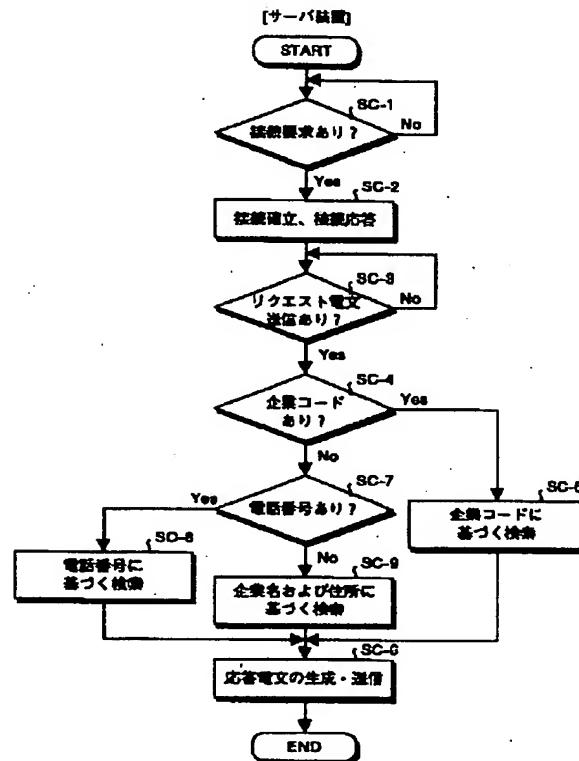 [サーバ装置]
START
SC-1
接続要求あり?
No
Yes
SC-2
接続確立、接続応答
SC-3
リクエスト電文
送信あり?
No
Yes
SC-4
企業コード
あり?
Yes
No
SC-7
電話番号あり?
Yes
SC-5
企業コードに
基づく検索
SC-8
電話番号に
基づく検索
No
SC-9
企業名および住所に
基づく検索
SC-6
応答電文の生成・送信
END